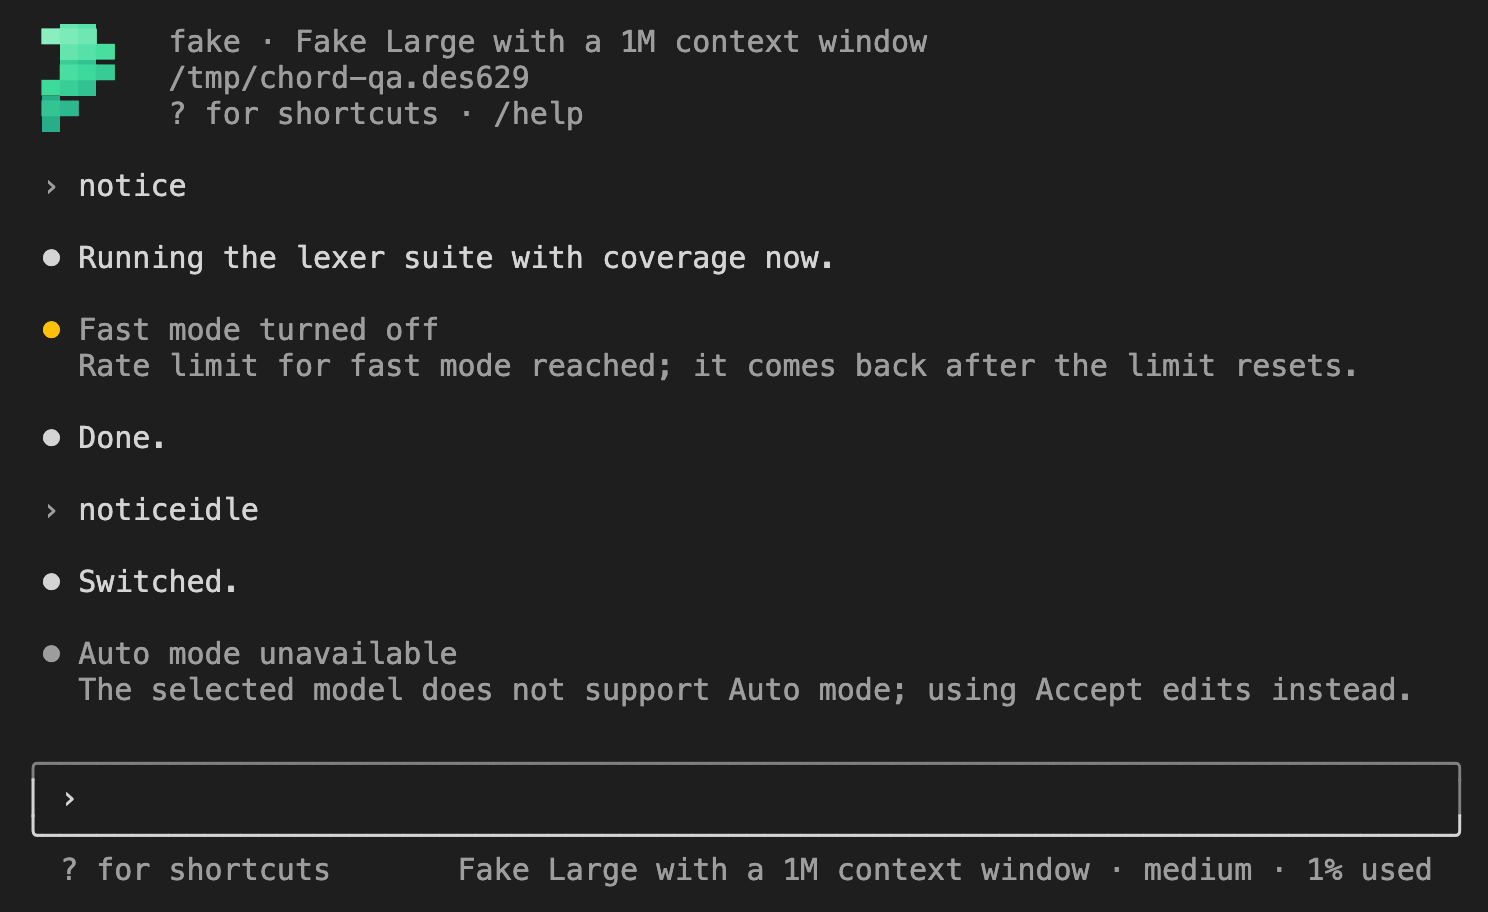 fake · Fake Large with a 1M context window
/tmp/chord-qa.des629
? for shortcuts · /help
› notice
● Running the lexer suite with coverage now.
● Fast mode turned off
Rate limit for fast mode reached; it comes back after the limit resets.
● Done.
› noticeidle
● Switched.
● Auto mode unavailable
The selected model does not support Auto mode; using Accept edits instead.
›
? for shortcuts Fake Large with a 1M context window · medium · 1% used